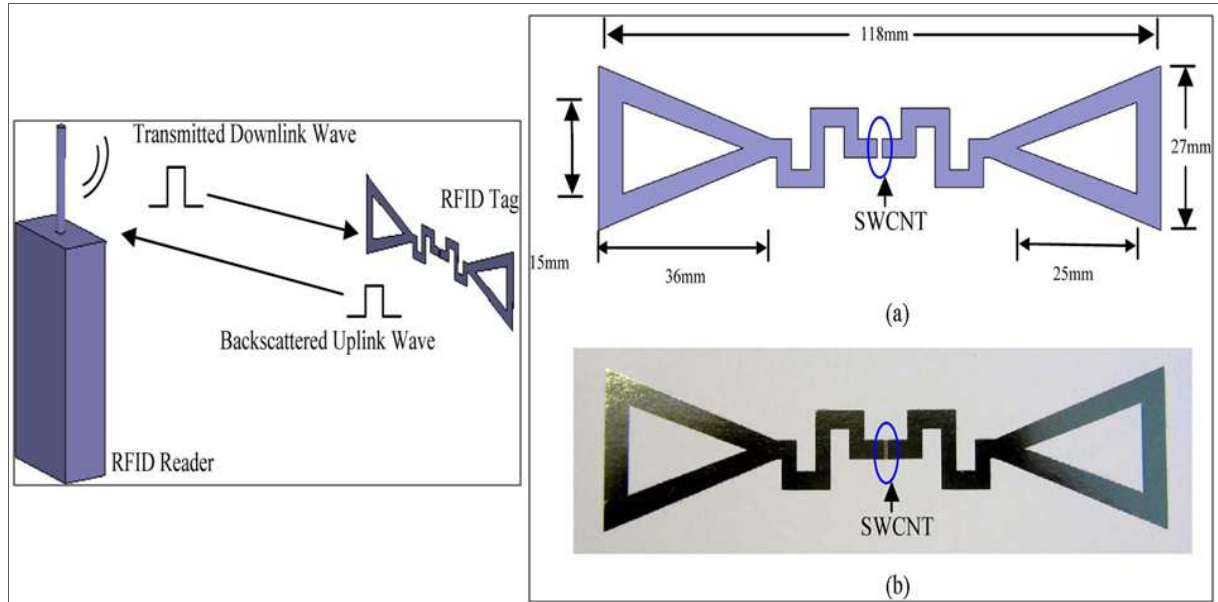 Transmitted Downlink Wave
RFID Tag
Backscattered Uplink Wave
RFID Reader
118mm
27mm
SWCNT
15mm
36mm
25mm
(a)
SWCNT
(b)